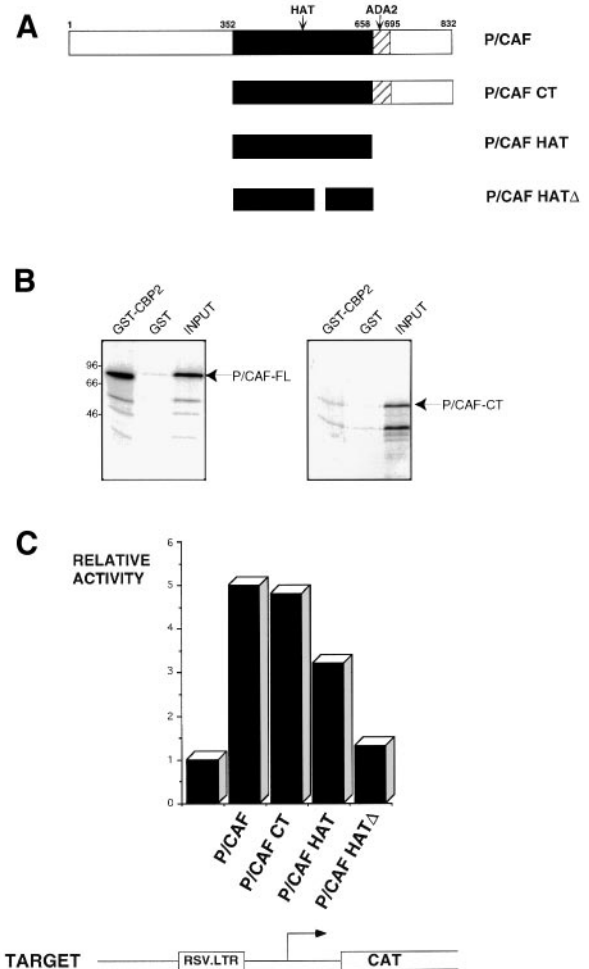 A
HAT ADA2
1 352 658 695 832
P/CAF
P/CAF CT
P/CAF HAT
P/CAF HATΔ
B
GST-CBP2 GST INPUT
GST-CBP2 GST INPUT
96
66
46
P/CAF-FL
P/CAF-CT
C
RELATIVE
ACTIVITY
6
5
4
3
2
1
0
P/CAF
P/CAF CT
P/CAF HAT
P/CAF HATΔ
TARGET RSV.LTR CAT